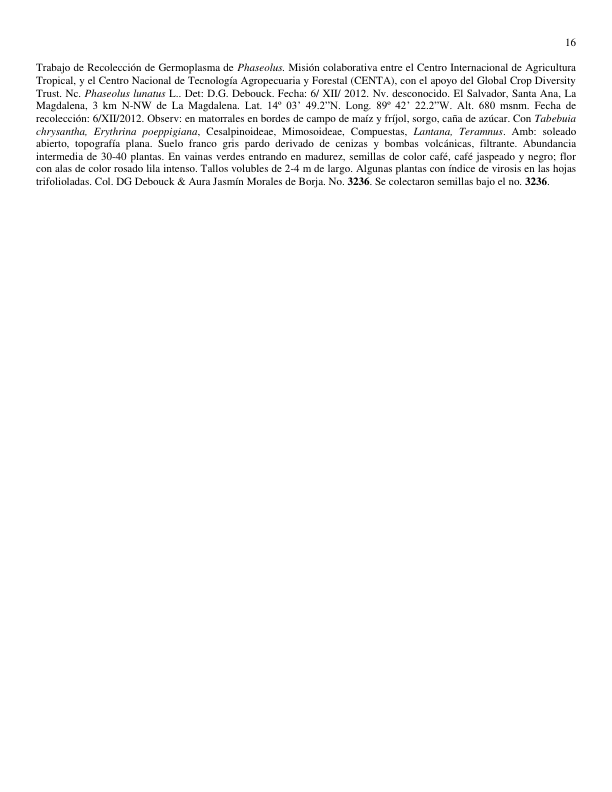 16
Trabajo de Recolección de Germoplasma de Phaseolus. Misión colaborativa entre el Centro Internacional de Agricultura
Tropical, y el Centro Nacional de Tecnología Agropecuaria y Forestal (CENTA), con el apoyo del Global Crop Diversity
Trust. Nc. Phaseolus lunatus L.. Det: D.G. Debouck. Fecha: 6/ XII/ 2012. Nv. desconocido. El Salvador, Santa Ana, La
Magdalena, 3 km N-NW de La Magdalena. Lat. 14º 03’ 49.2”N. Long. 89º 42’ 22.2”W. Alt. 680 msnm. Fecha de
recolección: 6/XII/2012. Observ: en matorrales en bordes de campo de maíz y fríjol, sorgo, caña de azúcar. Con Tabebuia
chrysantha, Erythrina poeppigiana, Cesalpinoideae, Mimosoideae, Compuestas, Lantana, Teramnus. Amb: soleado
abierto, topografía plana. Suelo franco gris pardo derivado de cenizas y bombas volcánicas, filtrante. Abundancia
intermedia de 30-40 plantas. En vainas verdes entrando en madurez, semillas de color café, café jaspeado y negro; flor
con alas de color rosado lila intenso. Tallos volubles de 2-4 m de largo. Algunas plantas con índice de virosis en las hojas
trifolioladas. Col. DG Debouck & Aura Jasmín Morales de Borja. No. 3236. Se colectaron semillas bajo el no. 3236.